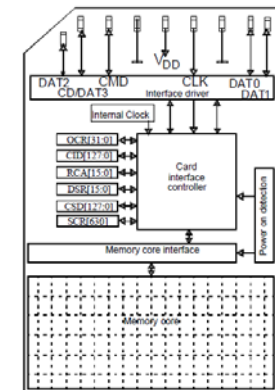 VDD
DAT2 CMD CLK DAT0
CD/DAT3 Interface driver DAT1
Internal Clock
OCR[31:0]
CID[127:0]
RCA[15:0]
DSR[15:0]
CSD[127:0]
SCR[63:0]
Card
interface
controller
Power on detection
Memory core interface
Memory core